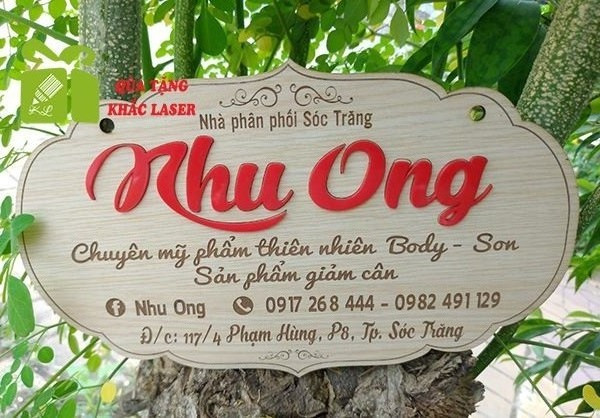 QUÀ TẶNG
KHẮC LASER
Nhà phân phối Sóc Trăng
Nhu Ong
Chuyên mỹ phẩm thiên nhiên Body - Son
Sản phẩm giảm cân
Nhu Ong 0917 268 444 - 0982 491 129
Đ/c: 117/4 Phạm Hùng, P8, Tp. Sóc Trăng